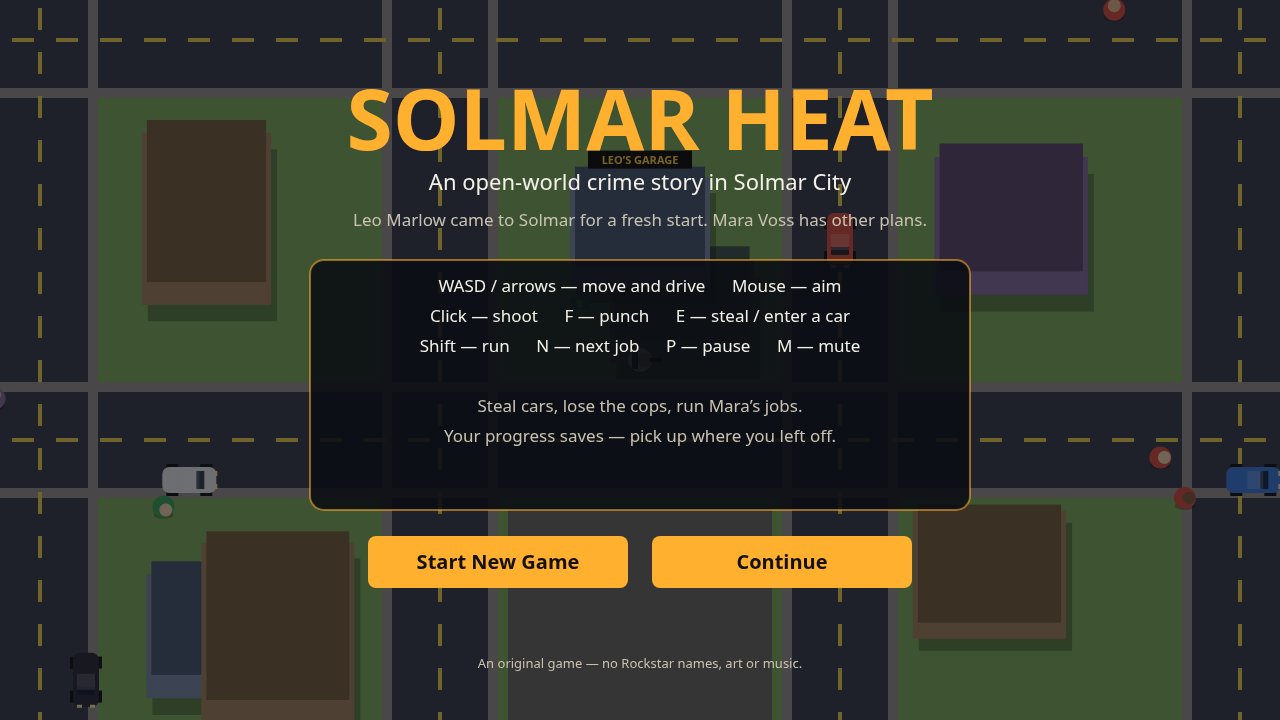 SOLMAR HEAT
LEO'S GARAGE
An open-world crime story in Solmar City
Leo Marlow came to Solmar for a fresh start. Mara Voss has other plans.
WASD / arrows — move and drive Mouse — aim
Click — shoot F — punch E — steal / enter a car
Shift — run N — next job P — pause M — mute
Steal cars, lose the cops, run Mara’s jobs.
Your progress saves — pick up where you left off.
Start New Game Continue
An original game — no Rockstar names, art or music.